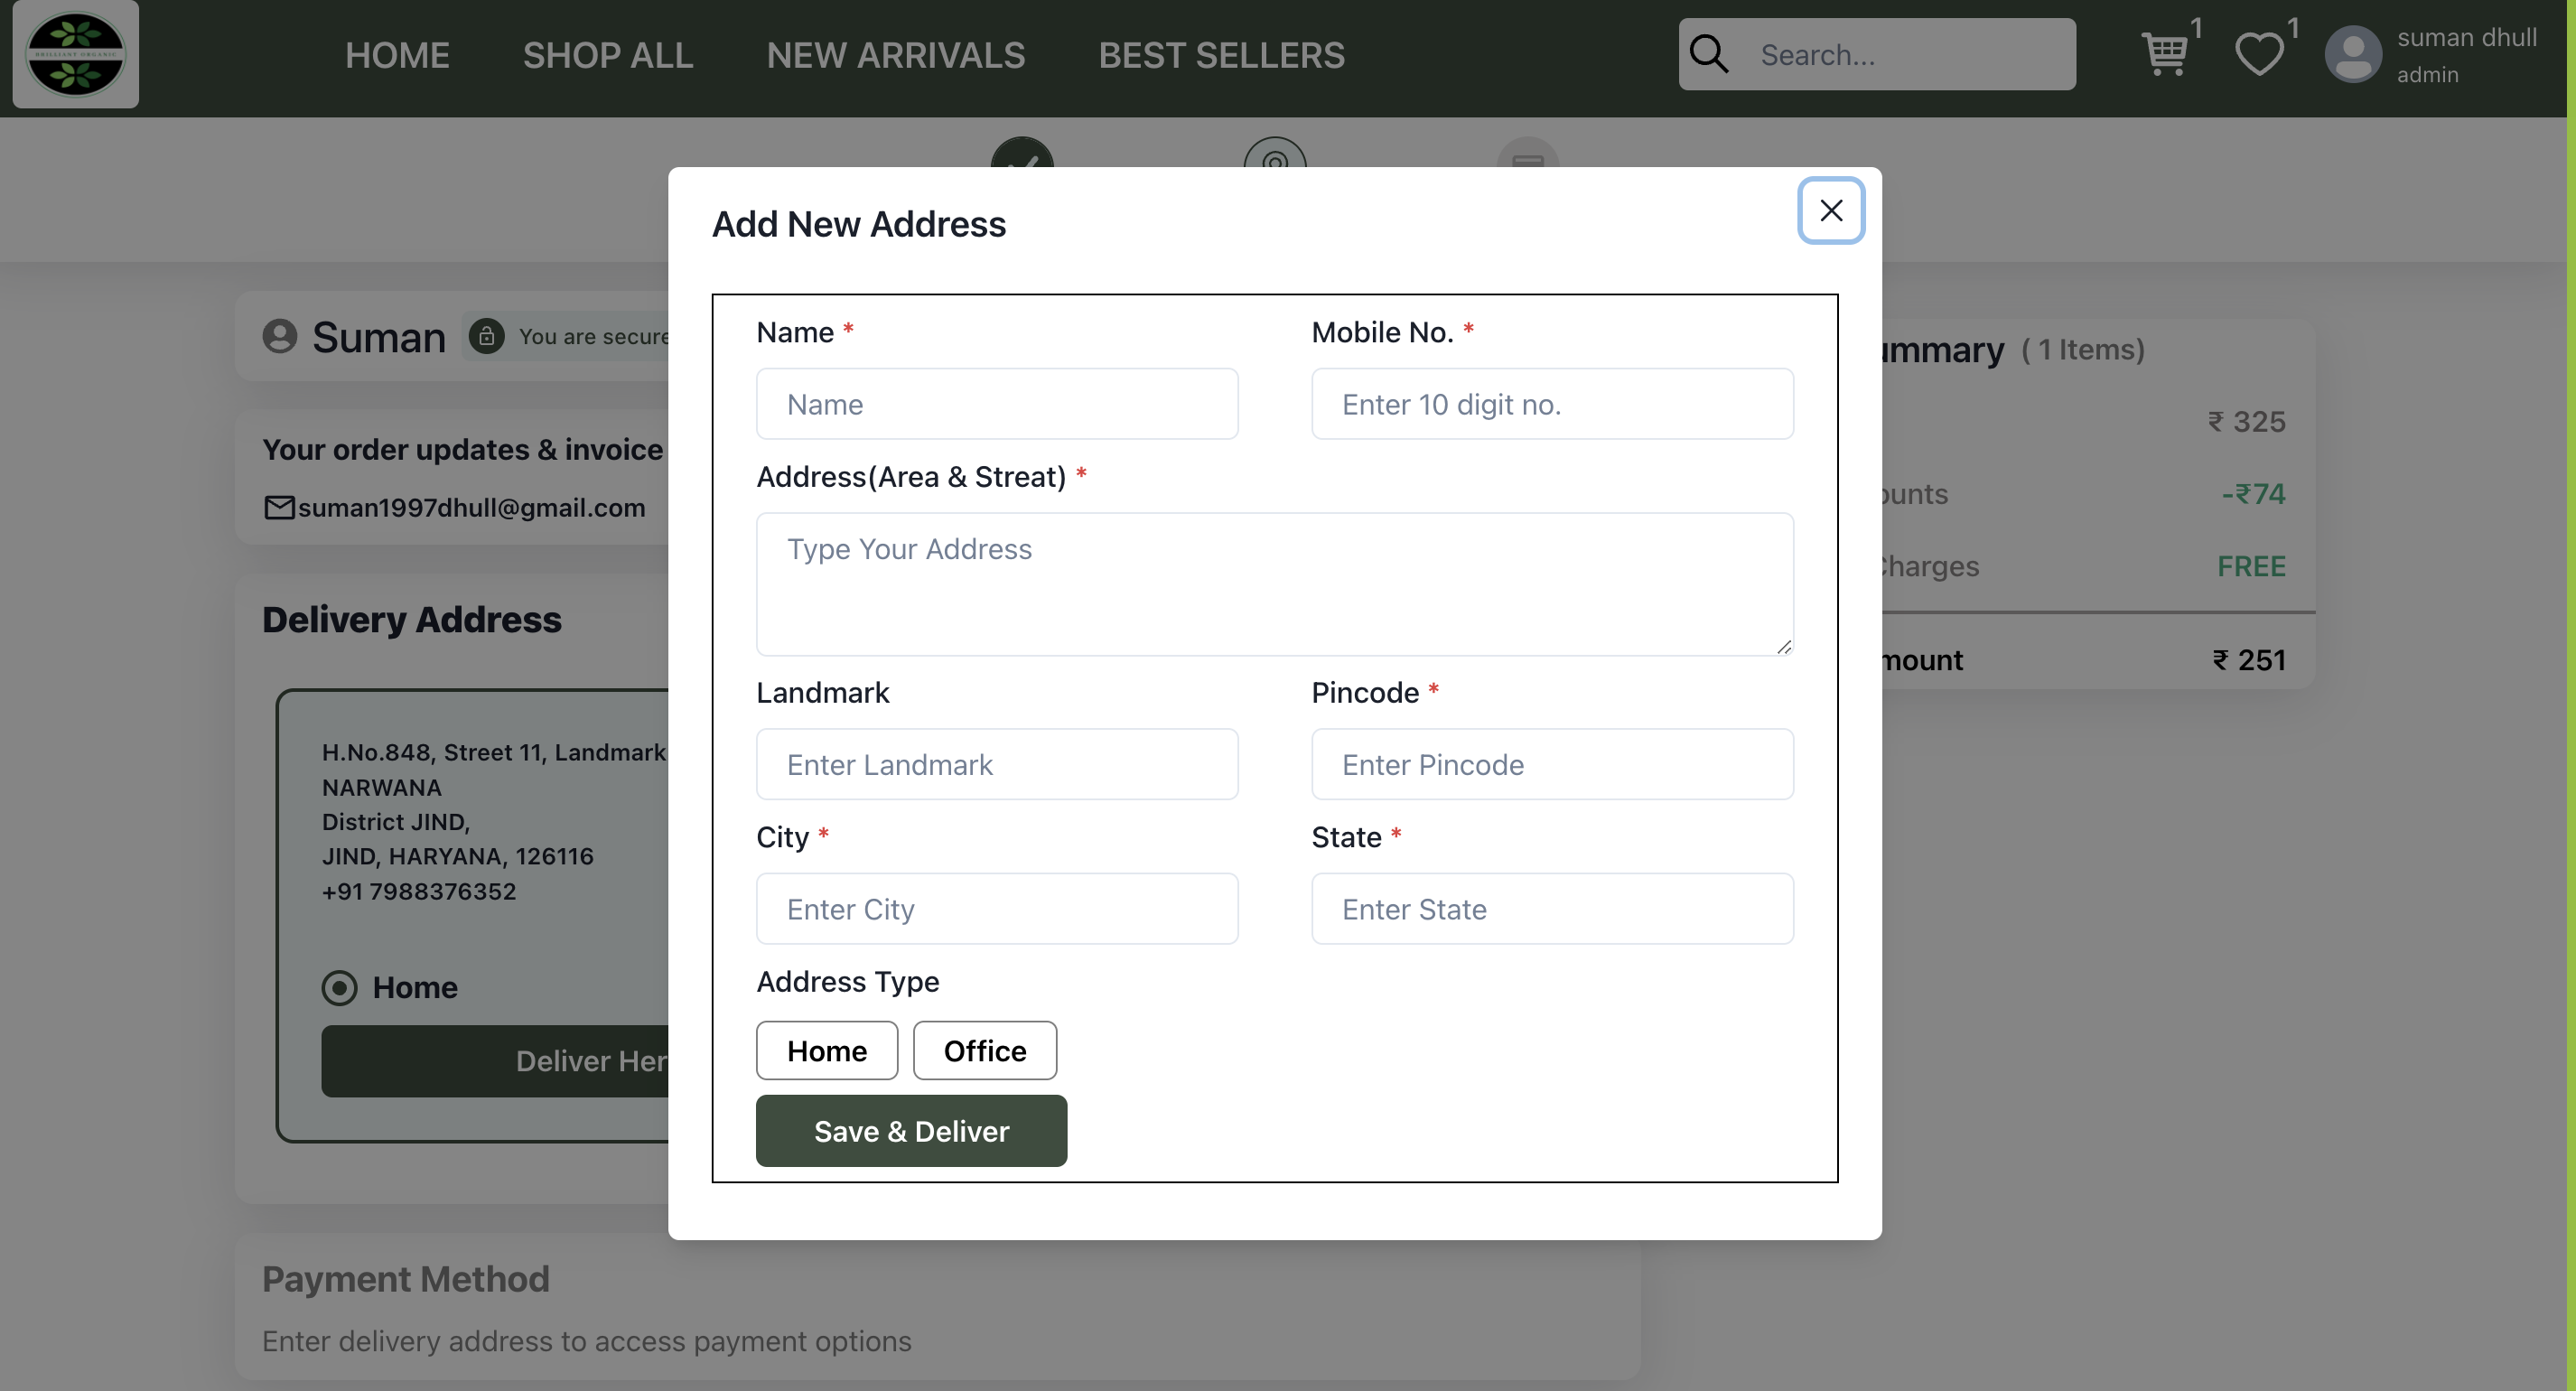 BRILLIANT ORGANIC
HOME SHOP ALL NEW ARRIVALS BEST SELLERS
Search...
1
1
suman dhull
admin
Add New Address
Name *
Mobile No. *
Name
Enter 10 digit no.
Address(Area & Streat) *
Type Your Address
Landmark
Pincode *
Enter Landmark
Enter Pincode
City *
State *
Enter City
Enter State
Address Type
Home
Office
Save & Deliver
Suman
You are secure
Your order updates & invoice
suman1997dhull@gmail.com
Delivery Address
H.No.848, Street 11, Landmark
NARWANA
District JIND,
JIND, HARYANA, 126116
+91 7988376352
Home
Deliver Her
Payment Method
Enter delivery address to access payment options
ummary ( 1 Items)
₹ 325
ounts -₹74
Charges FREE
mount ₹ 251